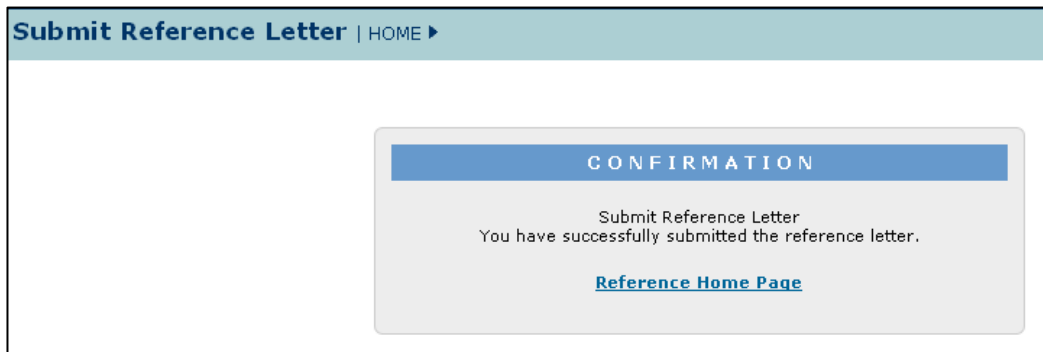 Submit Reference Letter | HOME ▶
CONFIRMATION
Submit Reference Letter
You have successfully submitted the reference letter.
Reference Home Page